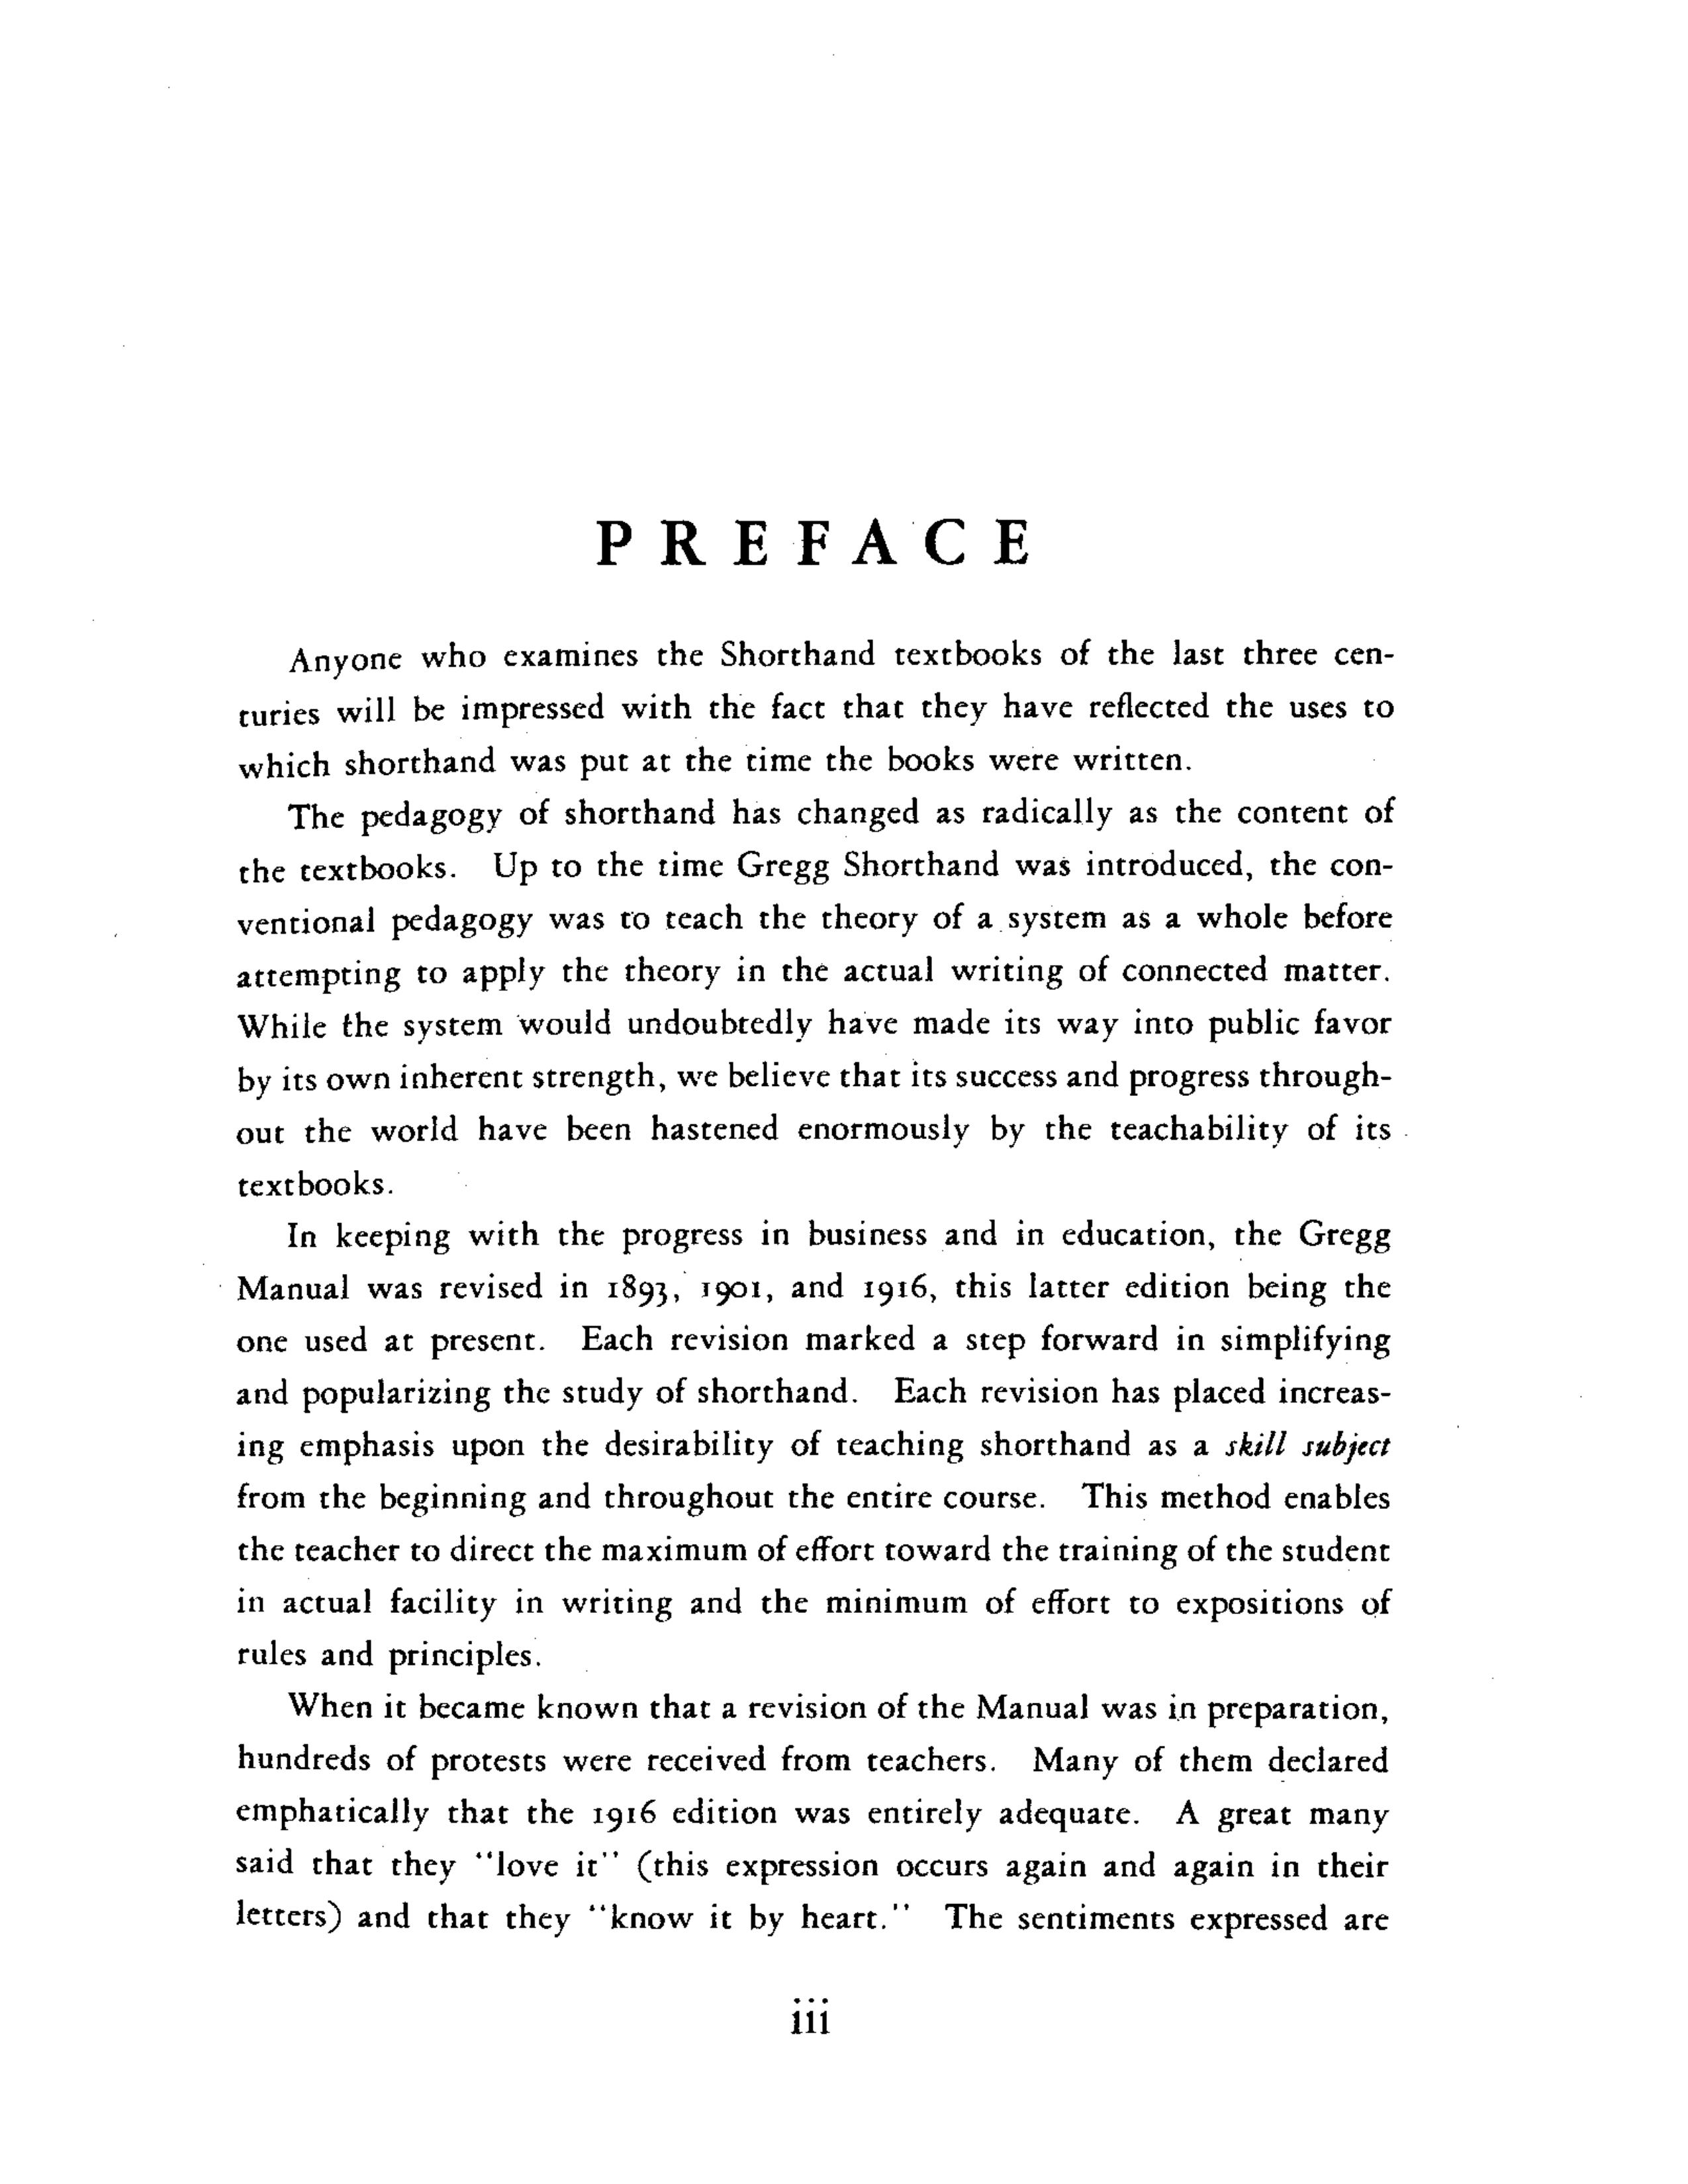 PREFACE
Anyone who examines the Shorthand textbooks of the last three cen-
turies will be impressed with the fact that they have reflected the uses to
which shorthand was put at the time the books were written.
The pedagogy of shorthand has changed as radically as the content of
the textbooks. Up to the time Gregg Shorthand was introduced, the con-
ventional pedagogy was to teach the theory of a system as a whole before
attempting to apply the theory in the actual writing of connected matter.
While the system would undoubtedly have made its way into public favor
by its own inherent strength, we believe that its success and progress through-
out the world have been hastened enormously by the teachability of its
textbooks.
In keeping with the progress in business and in education, the Gregg
Manual was revised in 1893, 1901, and 1916, this latter edition being the
one used at present. Each revision marked a step forward in simplifying
and popularizing the study of shorthand. Each revision has placed increas-
ing emphasis upon the desirability of teaching shorthand as a skill subject
from the beginning and throughout the entire course. This method enables
the teacher to direct the maximum of effort toward the training of the student
in actual facility in writing and the minimum of effort to expositions of
rules and principles.
When it became known that a revision of the Manual was in preparation,
hundreds of protests were received from teachers. Many of them declared
emphatically that the 1916 edition was entirely adequate. A great many
said that they "love it" (this expression occurs again and again in their
letters) and that they "know it by heart." The sentiments expressed are
iii